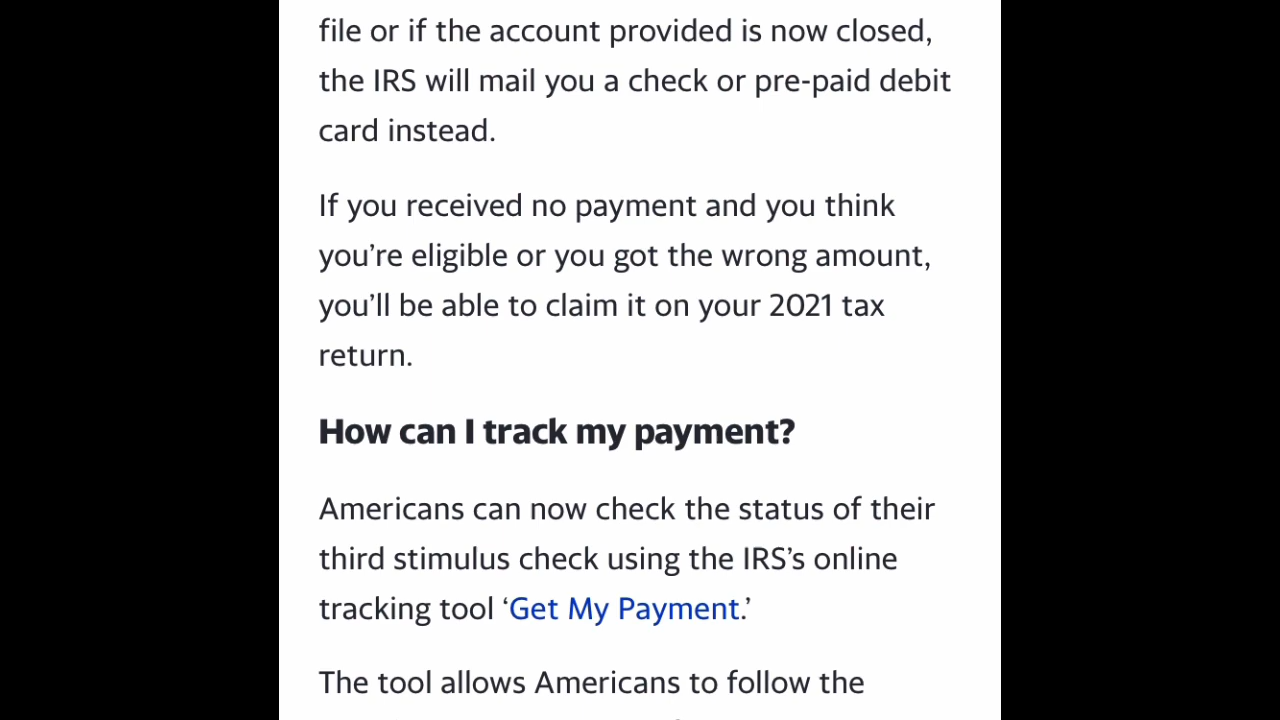 file or if the account provided is now closed,
the IRS will mail you a check or pre-paid debit
card instead.
If you received no payment and you think
you’re eligible or you got the wrong amount,
you’ll be able to claim it on your 2021 tax
return.
How can I track my payment?
Americans can now check the status of their
third stimulus check using the IRS’s online
tracking tool ‘Get My Payment.’
The tool allows Americans to follow the